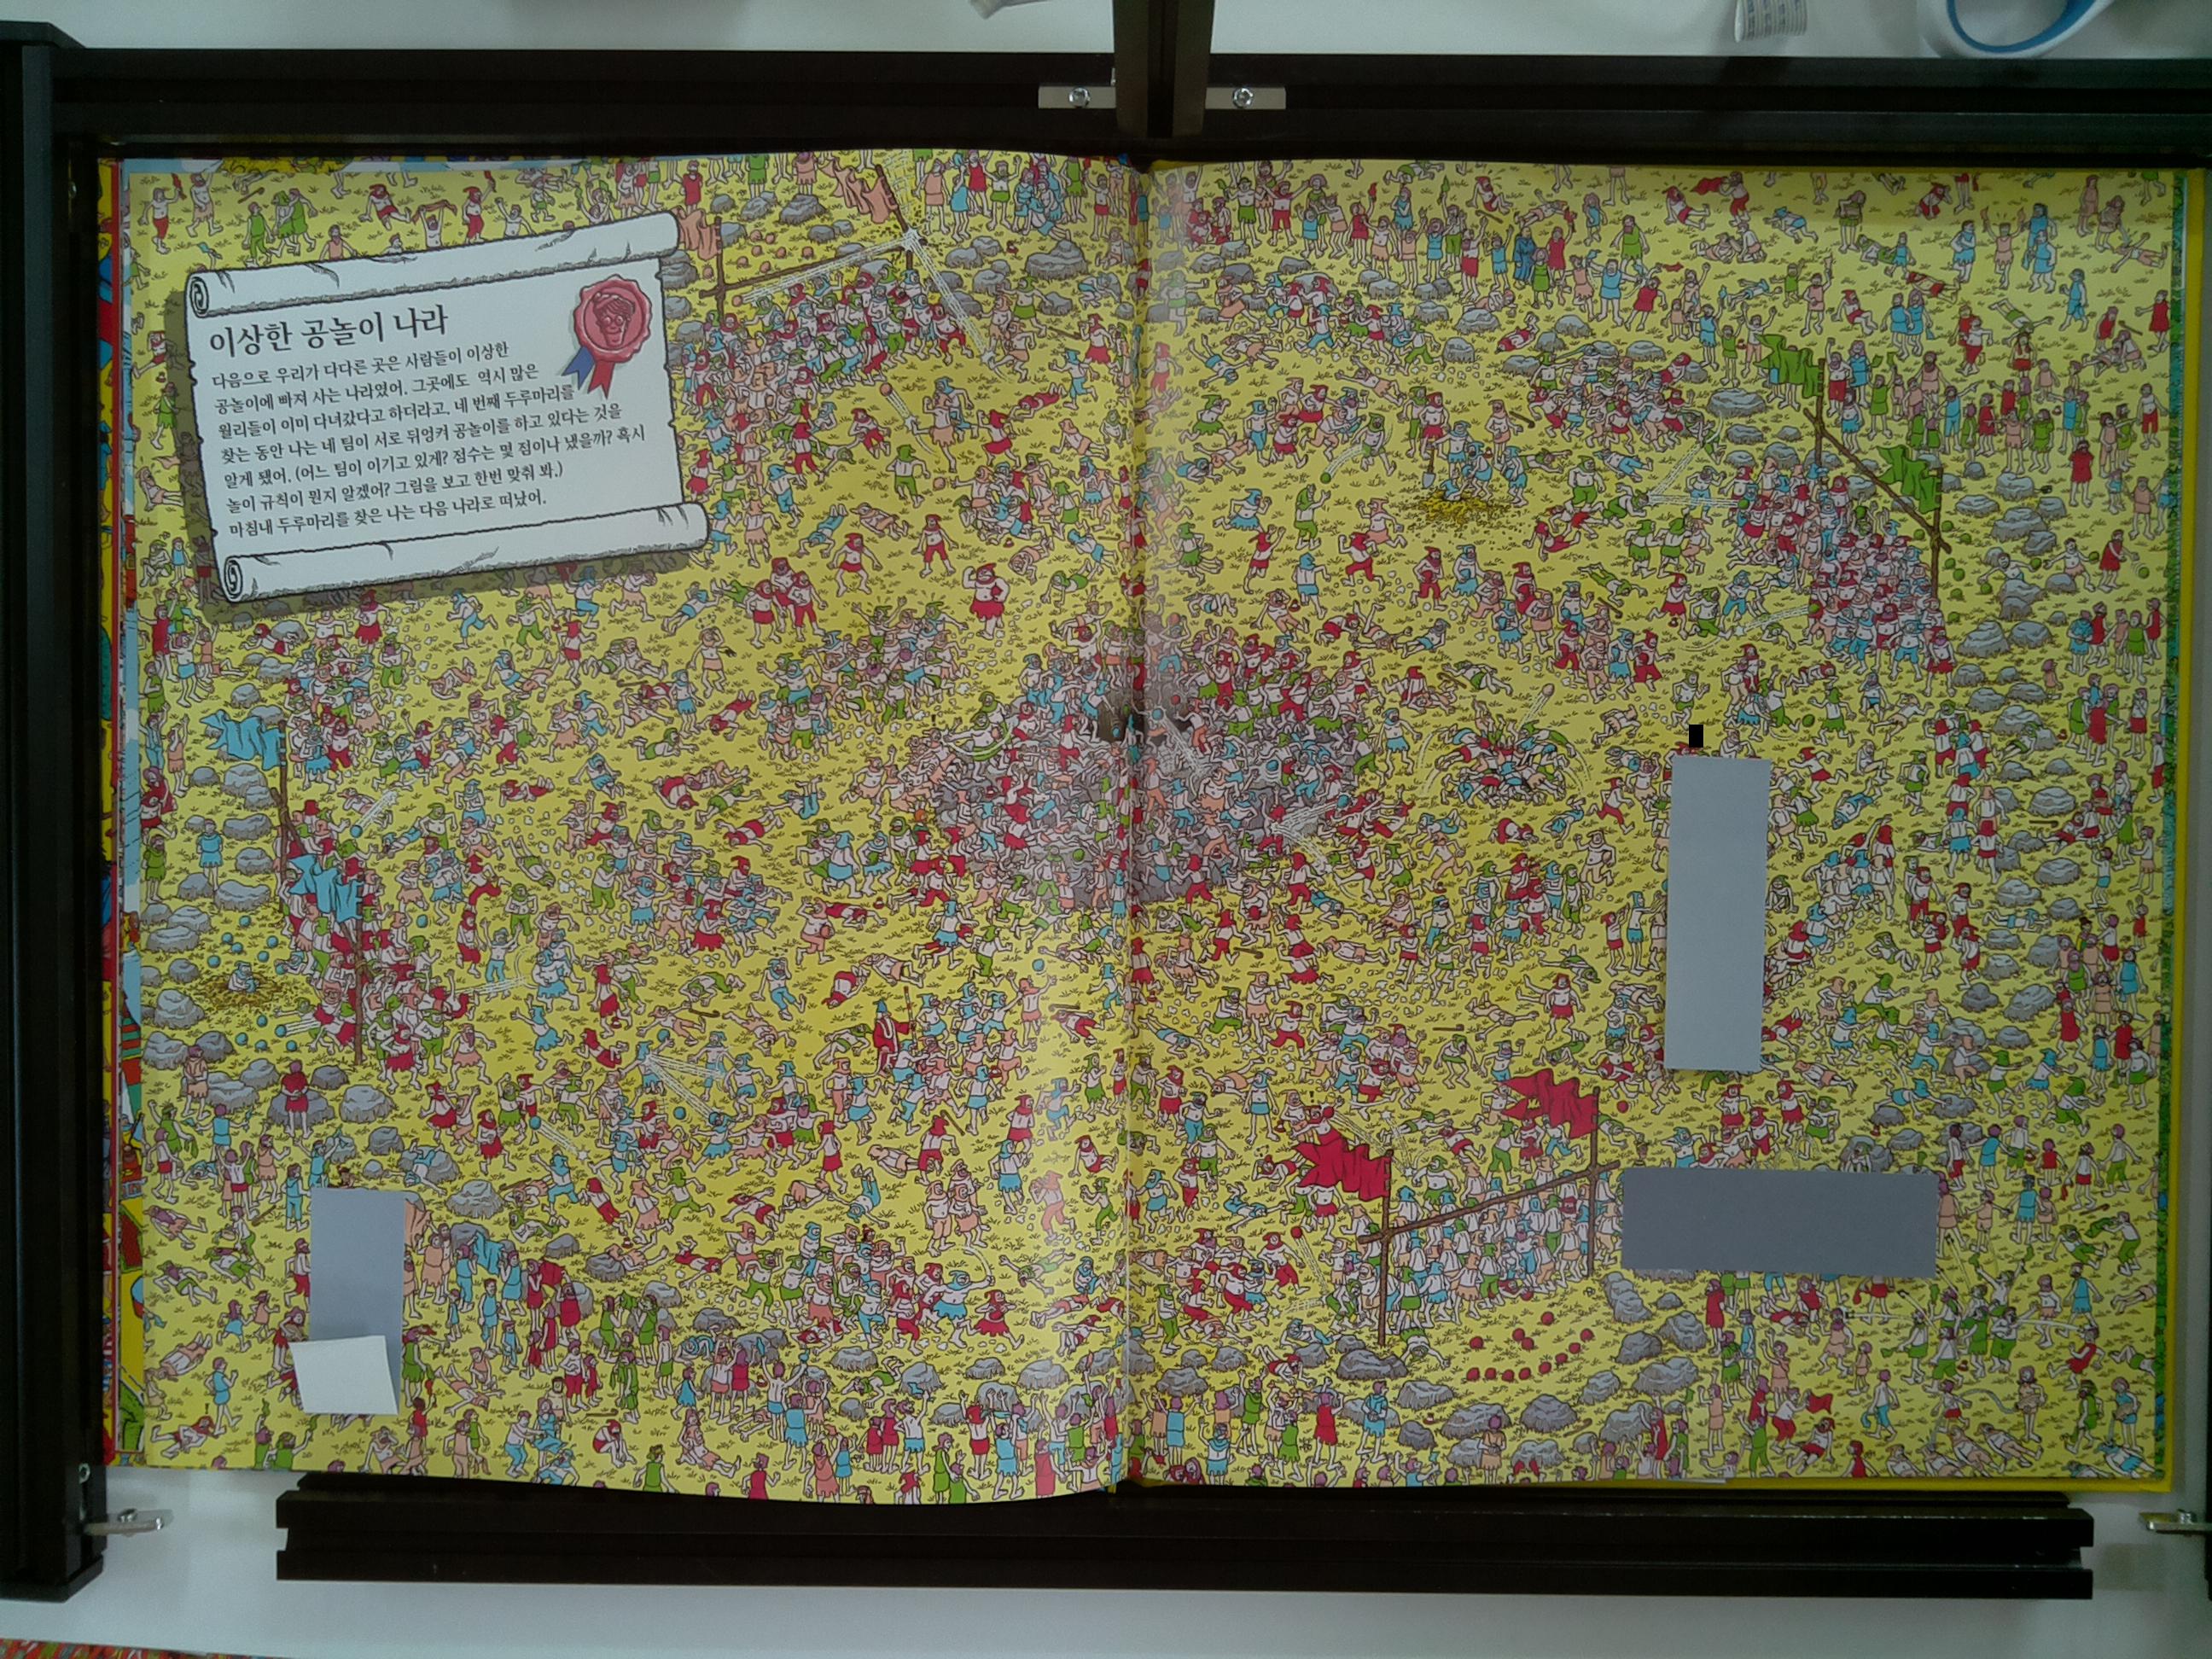 이상한 공놀이 나라
다음으로 우리가 다다른 곳은 사람들이 이상한
공놀이에 빠져 사는 나라였어. 그곳에도 역시 많은
월리들이 이미 다녀갔다고 하더라고. 네 번째 두루마리를
찾는 동안 나는 네 팀이 서로 뒤엉켜 공놀이를 하고 있다는 것을
알게 됐어. (어느 팀이 이기고 있게? 점수는 몇 점이나 냈을까? 혹시
놀이 규칙이 뭔지 알겠어? 그림을 보고 한번 맞춰 봐.)
마침내 두루마리를 찾은 나는 다음 나라로 떠났어.